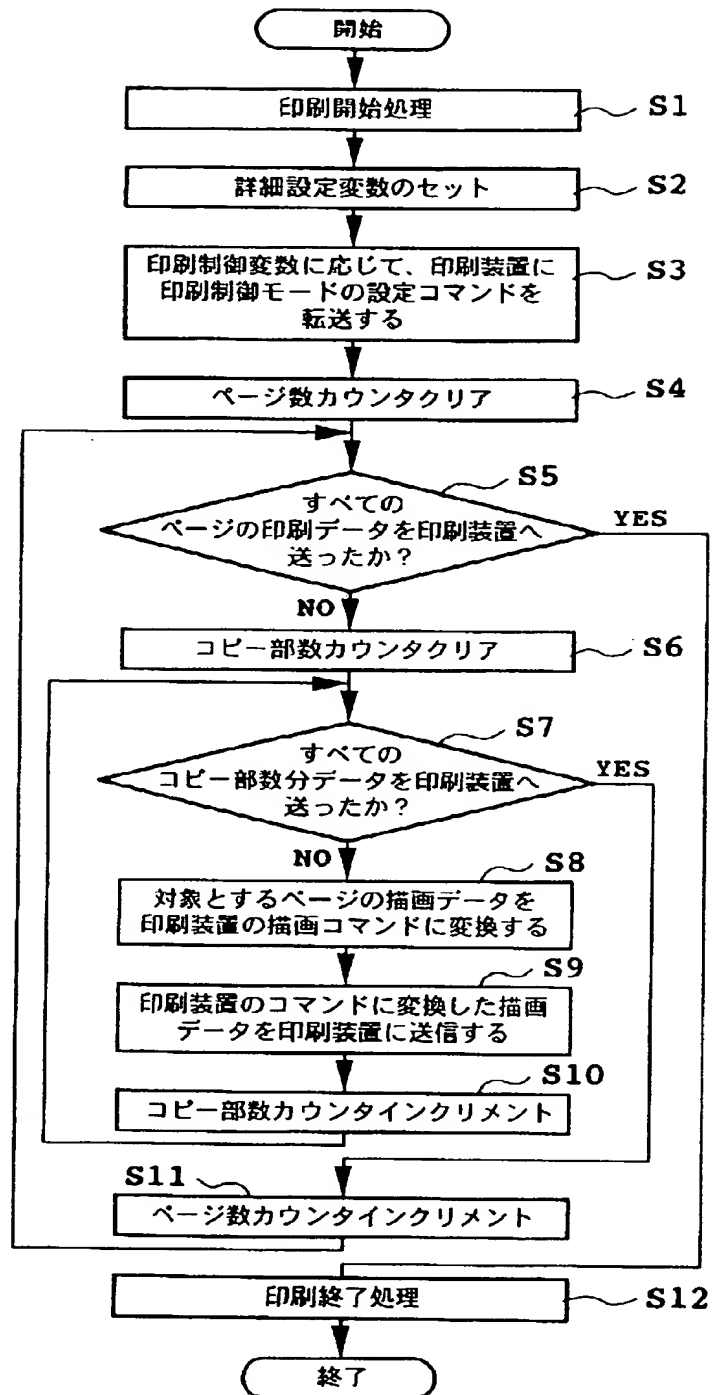 開始
印刷開始処理
S1
詳細設定変数のセット
S2
印刷制御変数に応じて、印刷装置に
印刷制御モードの設定コマンドを
転送する
S3
ページ数カウンタクリア
S4
S5
すべての
ページの印刷データを印刷装置へ
送ったか？
YES
NO
コピー部数カウンタクリア
S6
S7
すべての
コピー部数分データを印刷装置へ
送ったか？
YES
NO
S8
対象とするページの描画データを
印刷装置の描画コマンドに変換する
S9
印刷装置のコマンドに変換した描画
データを印刷装置に送信する
S10
コピー部数カウンタインクリメント
S11
ページ数カウンタインクリメント
印刷終了処理
S12
終了